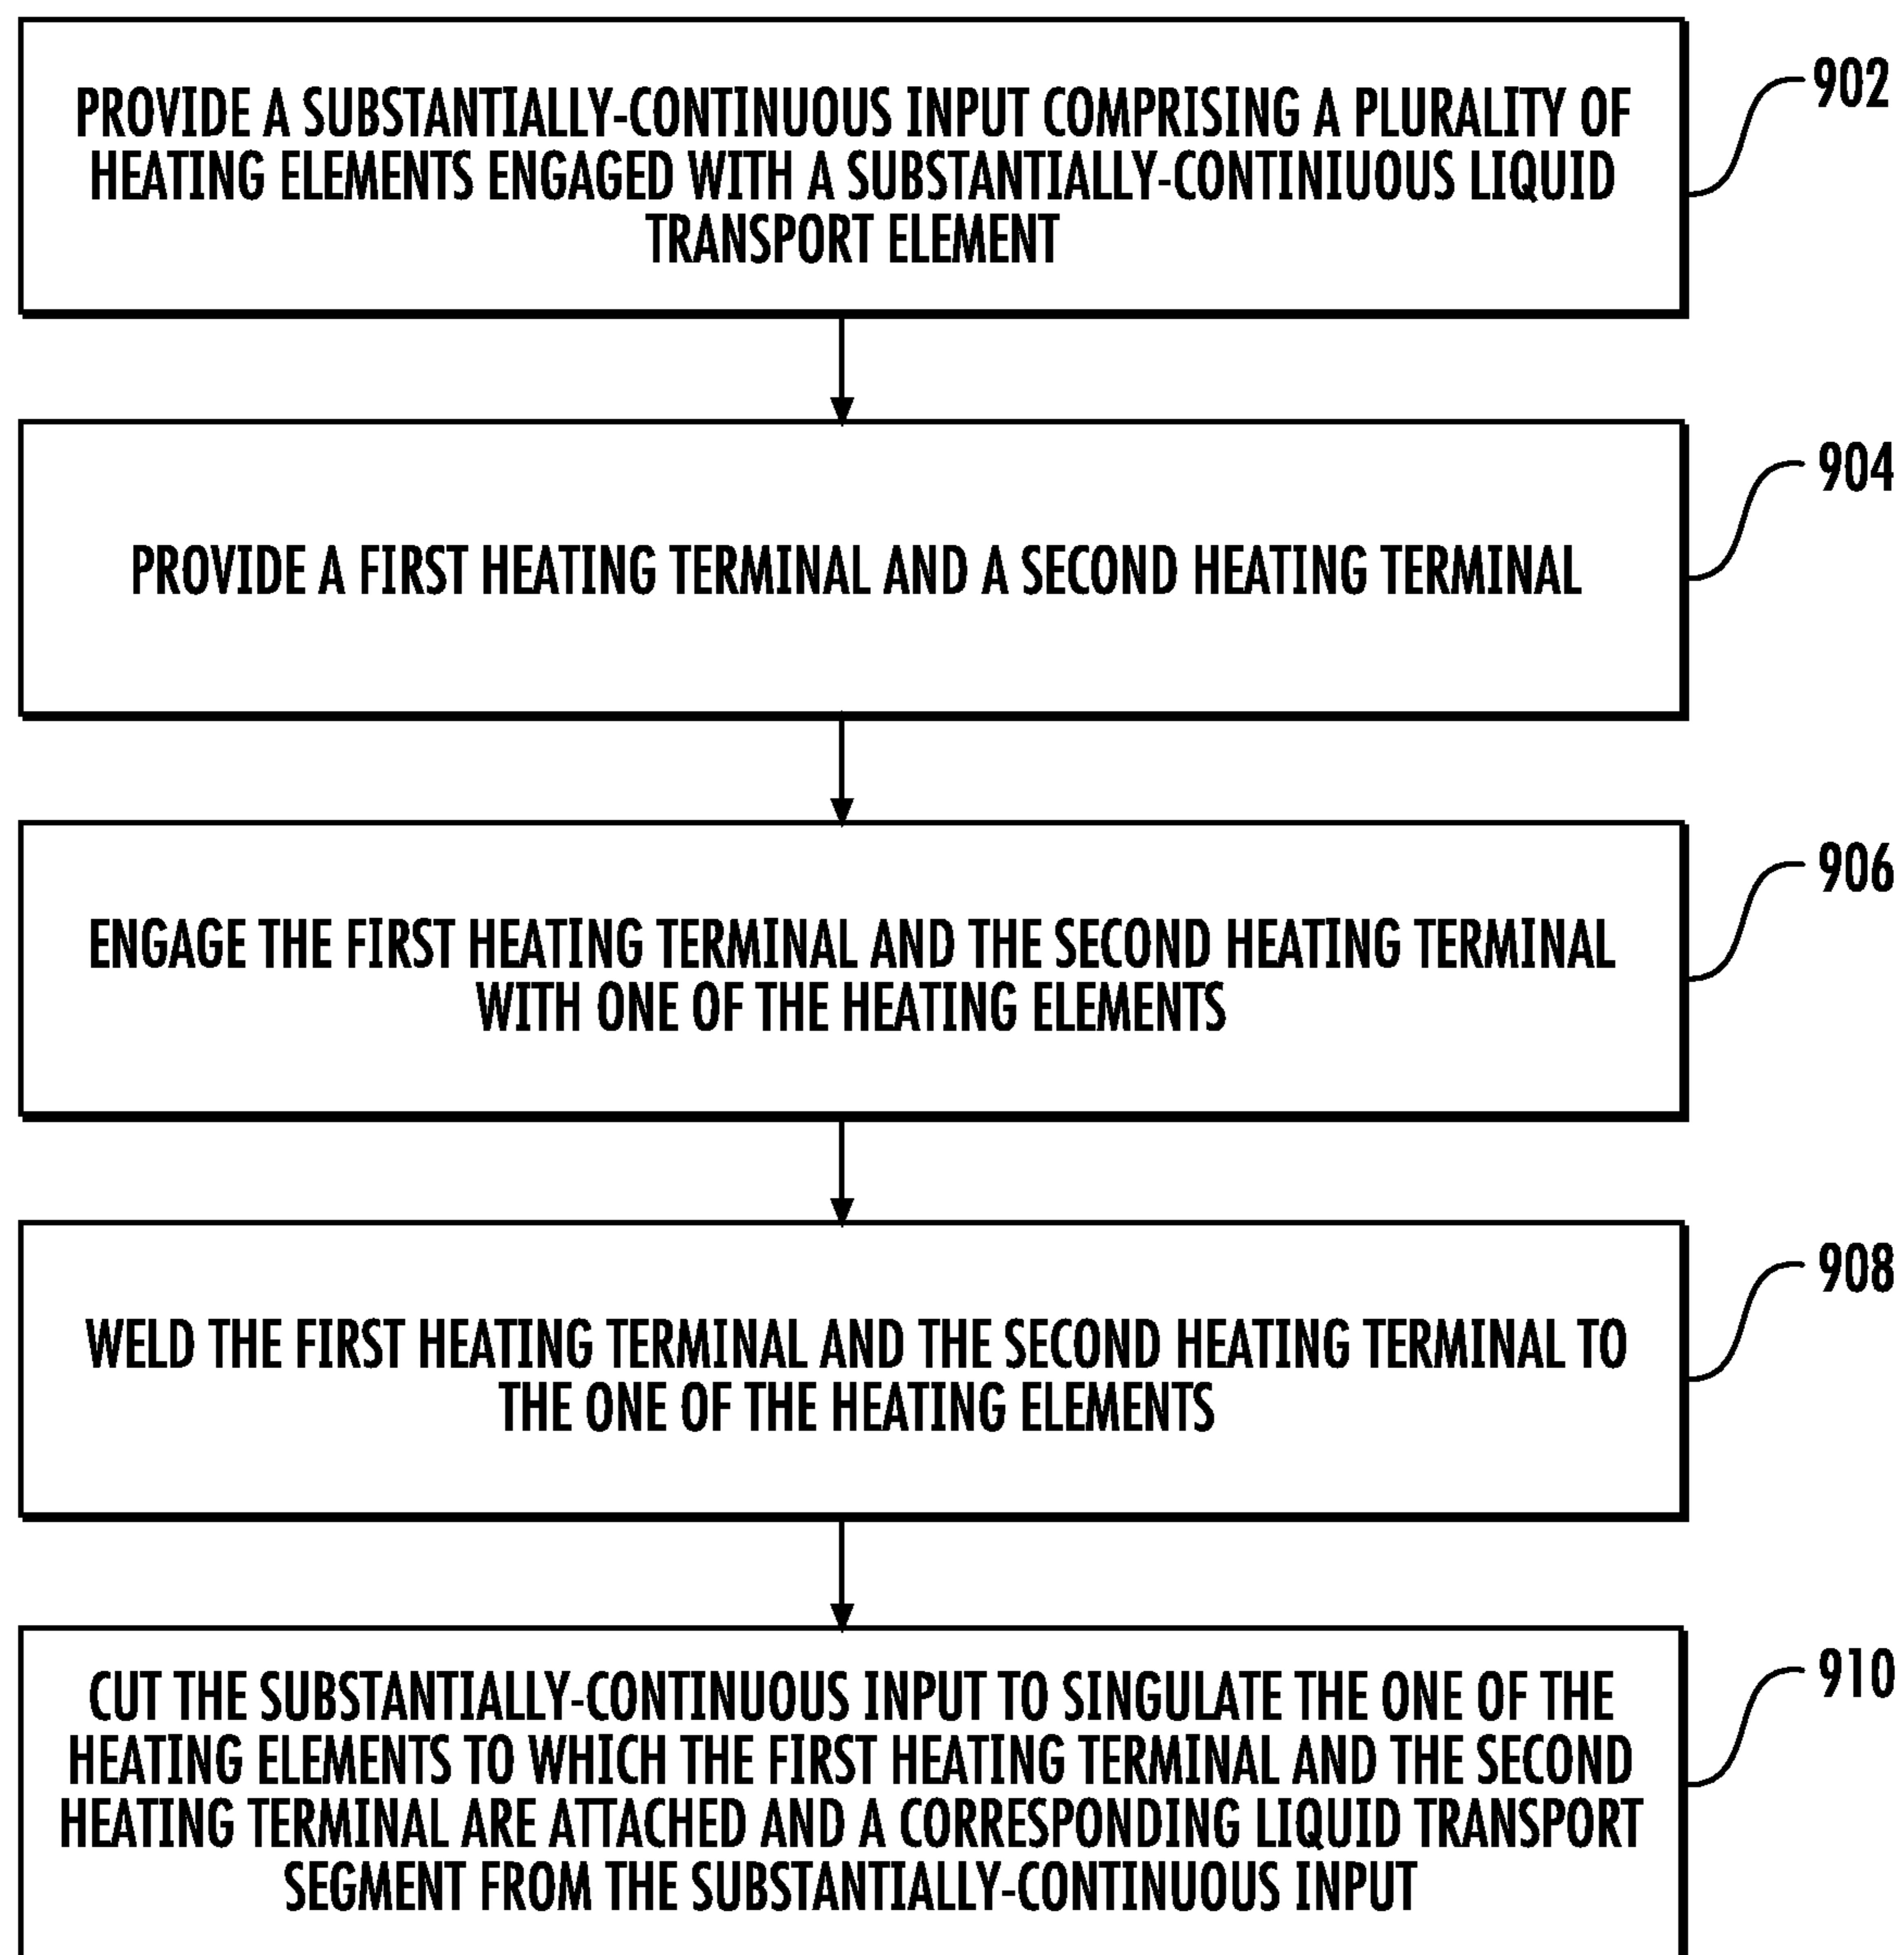 PROVIDE A SUBSTANTIALLY-CONTINUOUS INPUT COMPRISING A PLURALITY OF
HEATING ELEMENTS ENGAGED WITH A SUBSTANTIALLY-CONTINIUOUS LIQUID
TRANSPORT ELEMENT
902
PROVIDE A FIRST HEATING TERMINAL AND A SECOND HEATING TERMINAL
904
ENGAGE THE FIRST HEATING TERMINAL AND THE SECOND HEATING TERMINAL
WITH ONE OF THE HEATING ELEMENTS
906
WELD THE FIRST HEATING TERMINAL AND THE SECOND HEATING TERMINAL TO
THE ONE OF THE HEATING ELEMENTS
908
CUT THE SUBSTANTIALLY-CONTINUOUS INPUT TO SINGULATE THE ONE OF THE
HEATING ELEMENTS TO WHICH THE FIRST HEATING TERMINAL AND THE SECOND
HEATING TERMINAL ARE ATTACHED AND A CORRESPONDING LIQUID TRANSPORT
SEGMENT FROM THE SUBSTANTIALLY-CONTINUOUS INPUT
910